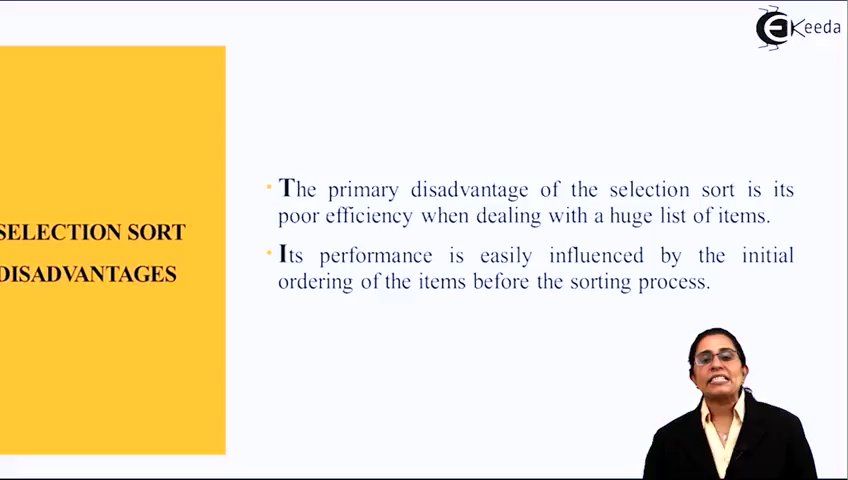 Keeda
The primary disadvantage of the selection sort is its
poor efficiency when dealing with a huge list of items.
SELECTION SORT
DISADVANTAGES
Its performance is easily influenced by the initial
ordering of the items before the sorting process.